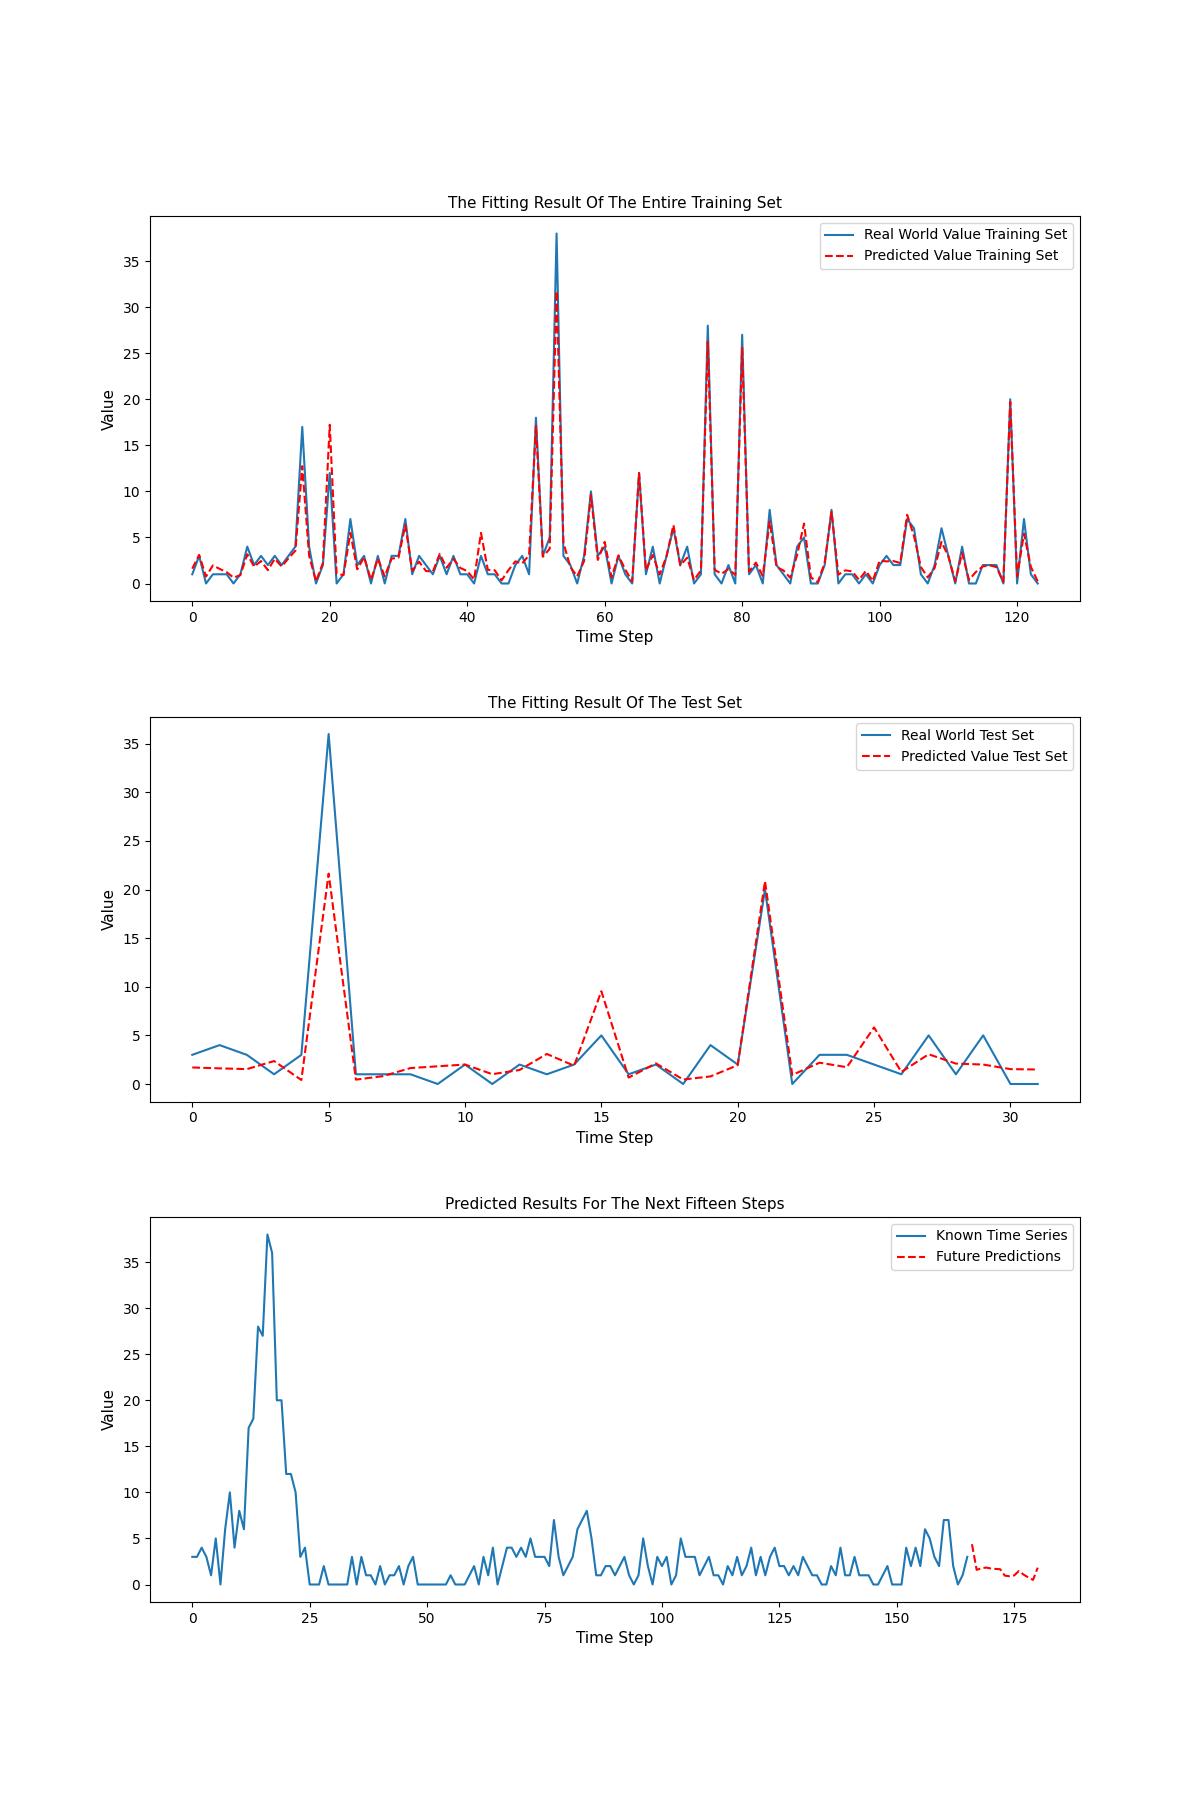 The Fitting Result Of The Entire Training Set
Real World Value Training Set
Predicted Value Training Set
Value
35
30
25
20
15
10
5
0
0 20 40 60 80 100 120
Time Step
The Fitting Result Of The Test Set
Real World Test Set
Predicted Value Test Set
Value
35
30
25
20
15
10
5
0
0 5 10 15 20 25 30
Time Step
Predicted Results For The Next Fifteen Steps
Known Time Series
Future Predictions
Value
35
30
25
20
15
10
5
0
0 25 50 75 100 125 150 175
Time Step